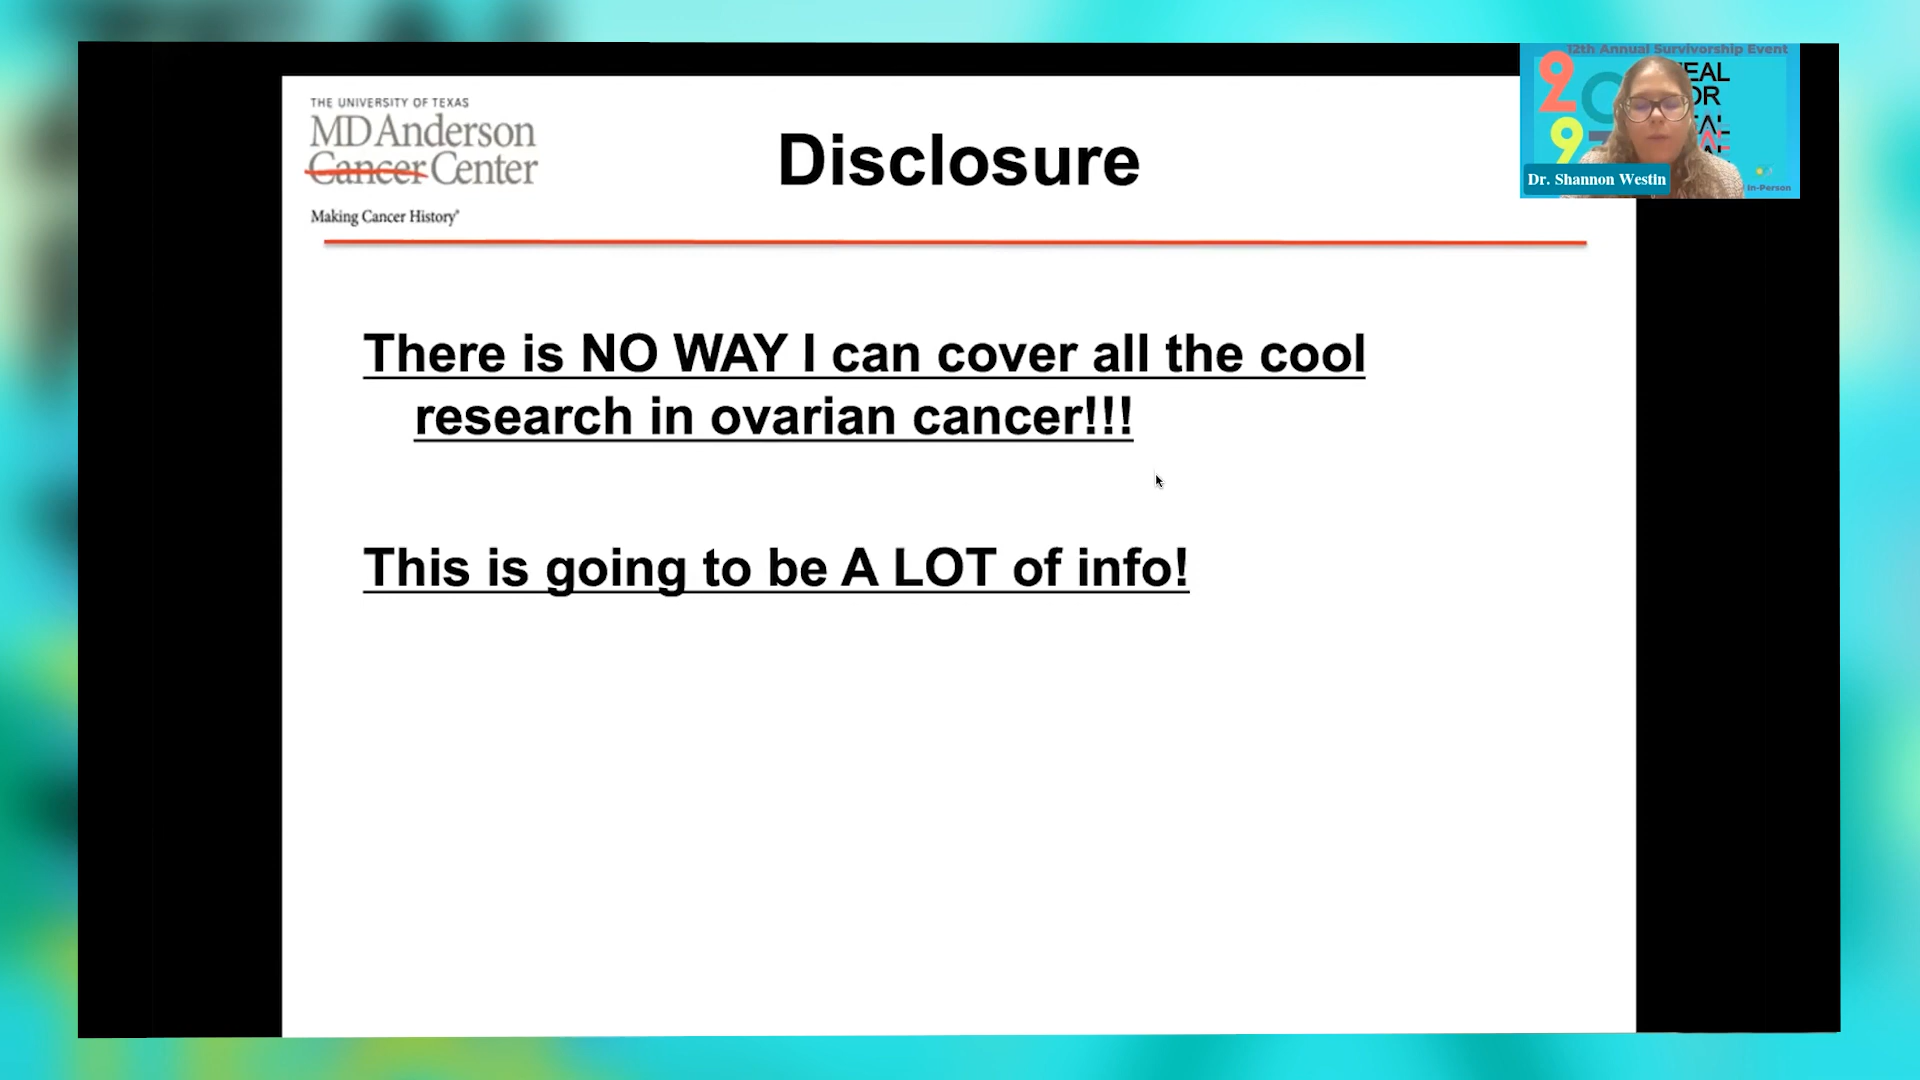 12th Annual Survivorship Event
THE UNIVERSITY OF TEXAS
MD Anderson
Cancer Center
Making Cancer History®
Disclosure
Dr. Shannon Westin
In-Person
There is NO WAY I can cover all the cool
research in ovarian cancer!!!
This is going to be A LOT of info!